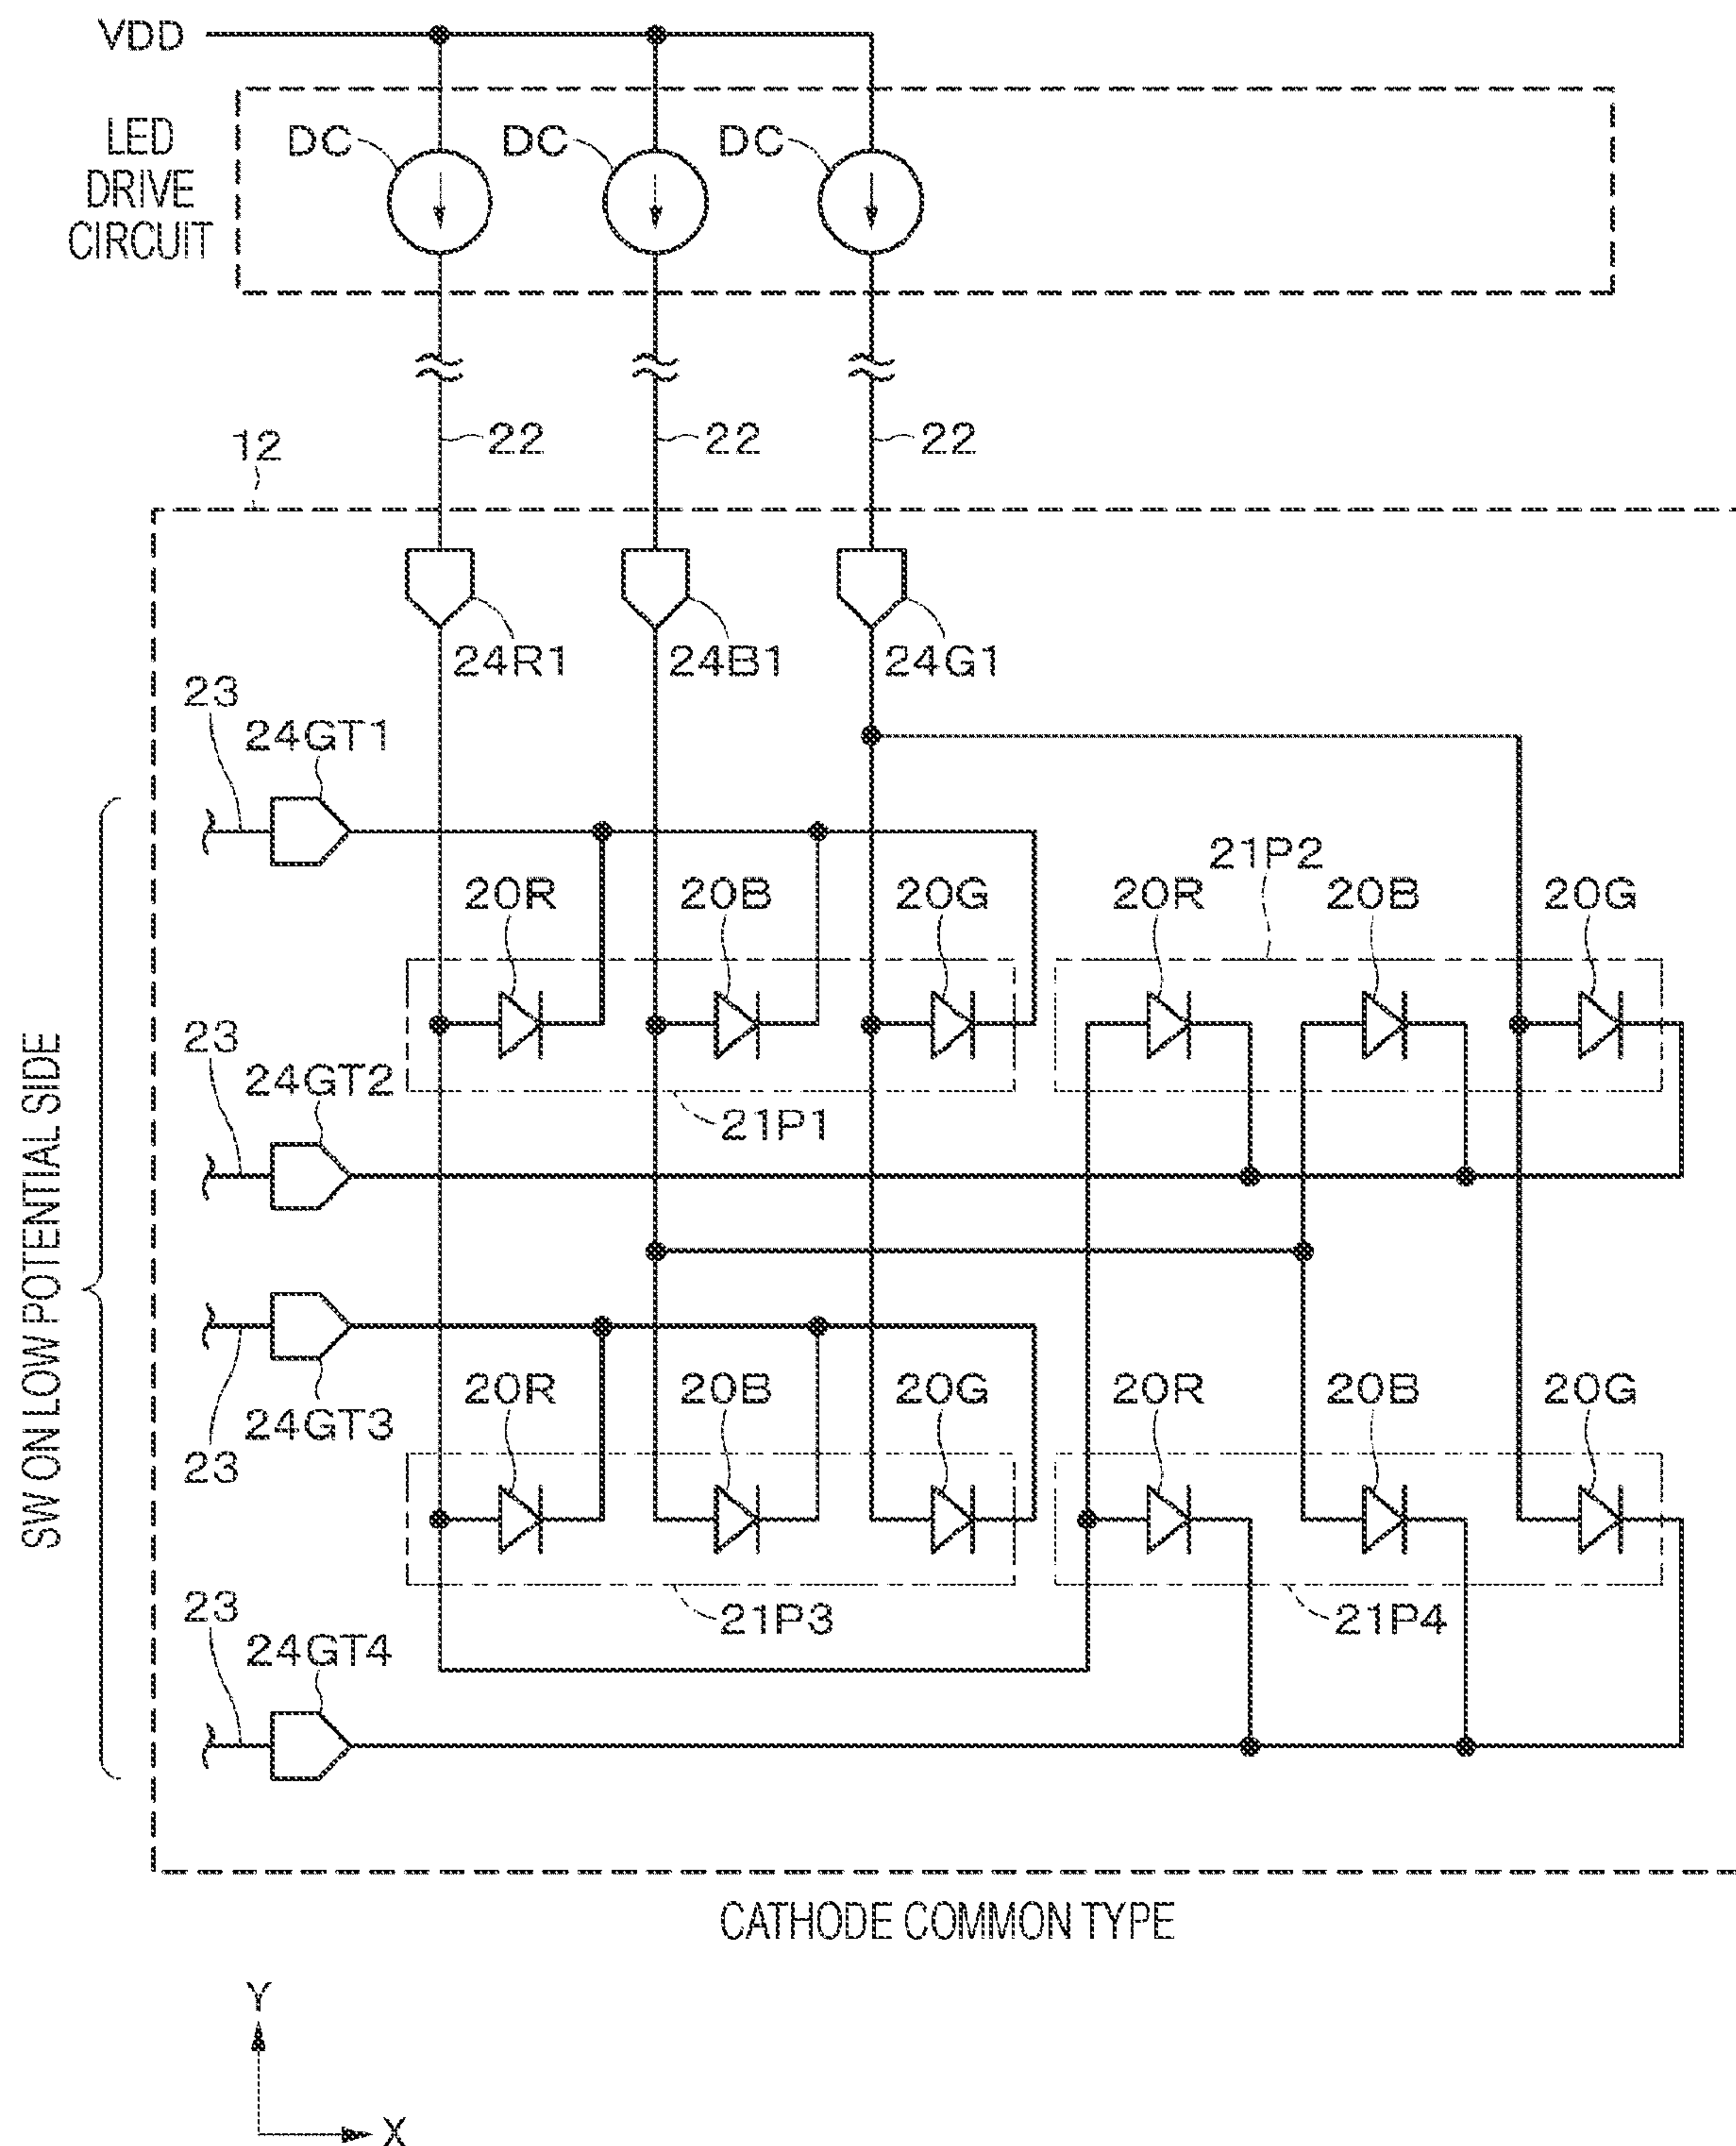 VDD
LED
DRIVE
CIRCUIT
DC
DC
DC
12
22
22
22
24R1
24B1
24G1
23
24GT1
21P2
20R
20B
20G
20R
20B
20G
21P1
23
24GT2
SW ON LOW POTENTIAL SIDE
24GT3
23
20R
20B
20G
20R
20B
20G
21P3
21P4
23
24GT4
CATHODE COMMON TYPE
Y
X